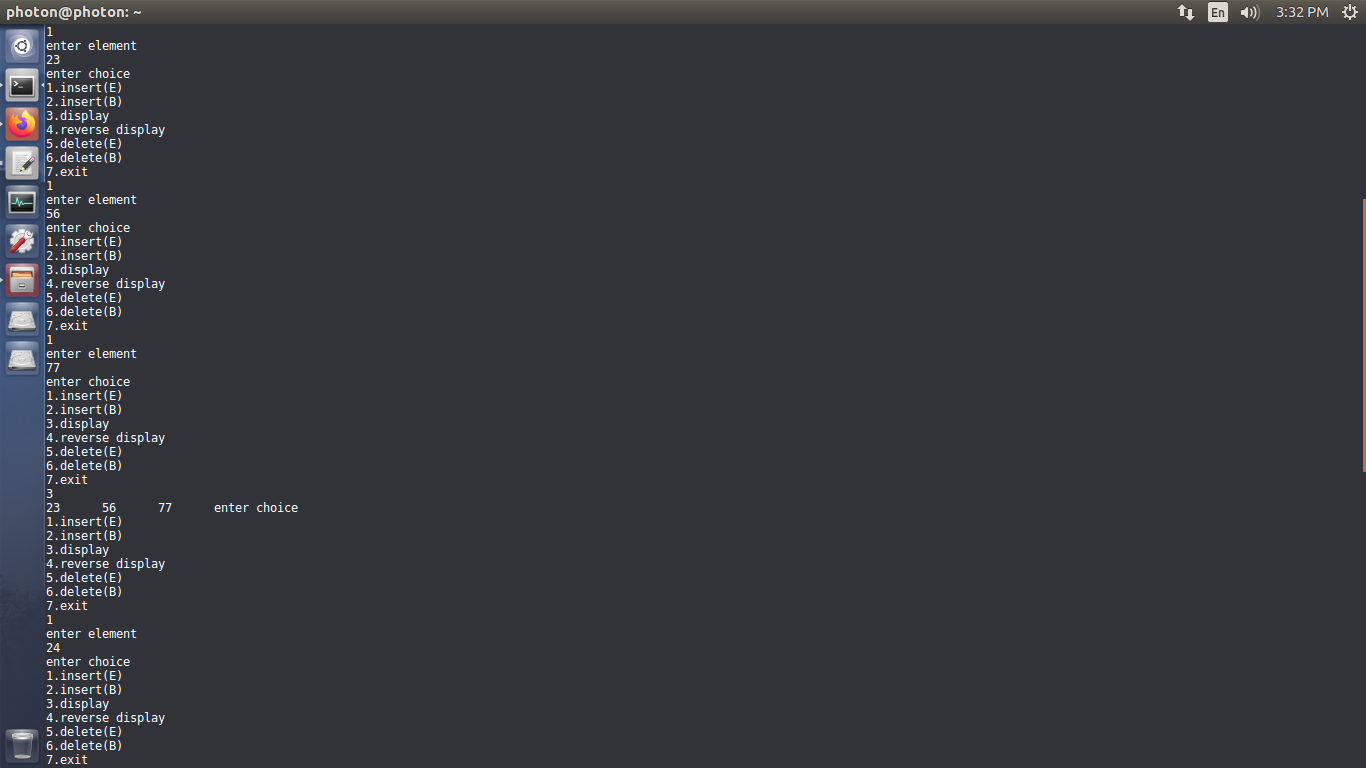 photon@photon: ~ En 3:32 PM
1
enter element
23
enter choice
1.insert(E)
2.insert(B)
3.display
4.reverse display
5.delete(E)
6.delete(B)
7.exit
1
enter element
56
enter choice
1.insert(E)
2.insert(B)
3.display
4.reverse display
5.delete(E)
6.delete(B)
7.exit
1
enter element
77
enter choice
1.insert(E)
2.insert(B)
3.display
4.reverse display
5.delete(E)
6.delete(B)
7.exit
3
23 56 77 enter choice
1.insert(E)
2.insert(B)
3.display
4.reverse display
5.delete(E)
6.delete(B)
7.exit
1
enter element
24
enter choice
1.insert(E)
2.insert(B)
3.display
4.reverse display
5.delete(E)
6.delete(B)
7.exit